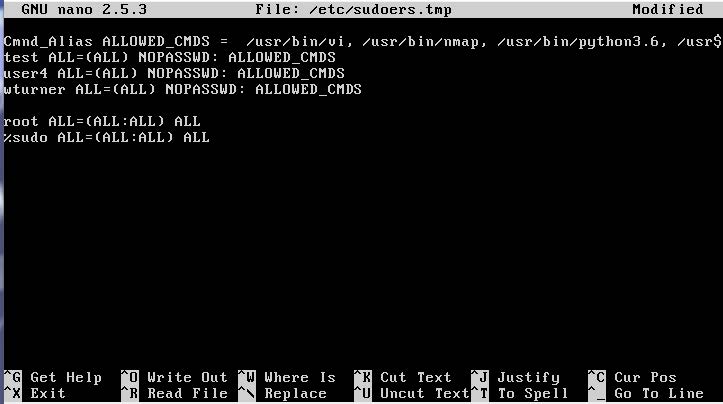 GNU nano 2.5.3 File: /etc/sudoers.tmp Modified
Cmnd_Alias ALLOWED_CMDS =  /usr/bin/vi, /usr/bin/nmap, /usr/bin/python3.6, /usr$
test ALL=(ALL) NOPASSWD: ALLOWED_CMDS
user4 ALL=(ALL) NOPASSWD: ALLOWED_CMDS
wturner ALL=(ALL) NOPASSWD: ALLOWED_CMDS
root ALL=(ALL:ALL) ALL
%sudo ALL=(ALL:ALL) ALL
^G Get Help ^O Write Out ^W Where Is ^K Cut Text ^J Justify ^C Cur Pos
^X Exit ^R Read File ^\ Replace ^U Uncut Text ^T To Spell ^_ Go To Line